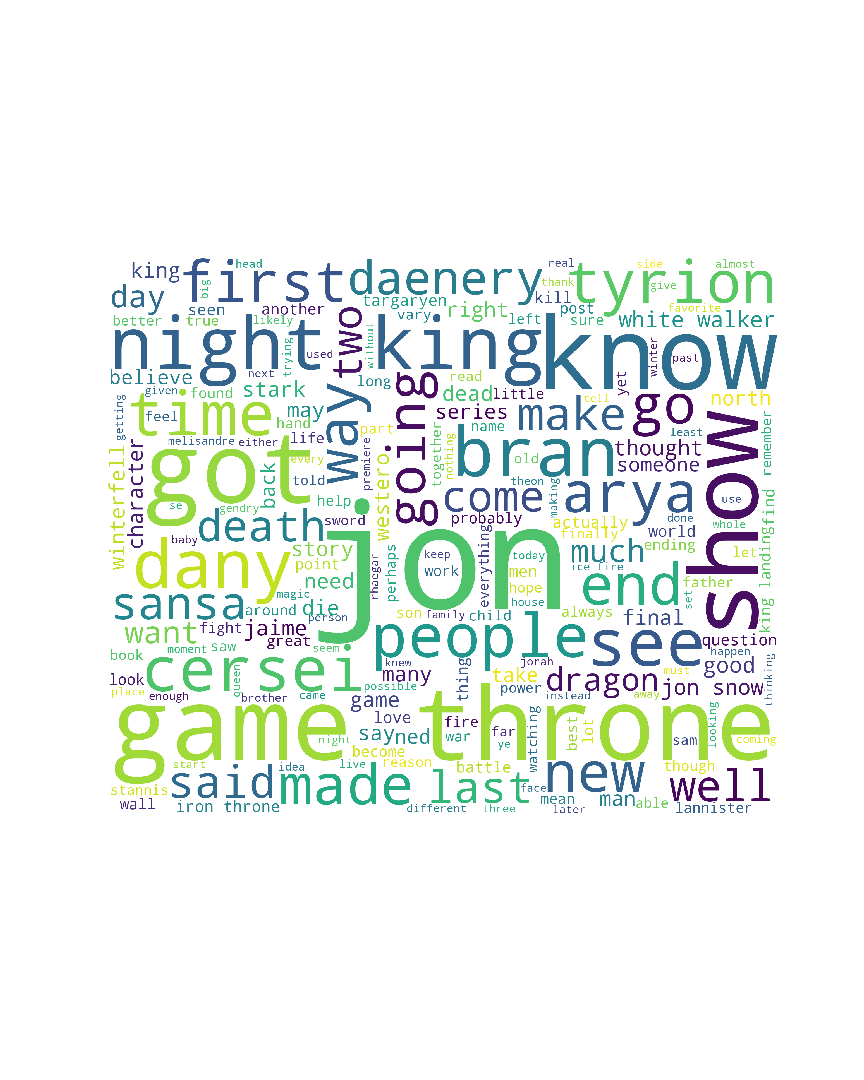 head real side almost
king first daenery tyrion
big thank give
day seen another targaryen right kill post favorite
better true likely vary left sure white walker
night two king know
trying used without next
believe given long read yet winter past
getting found stark dead little cell north
time feel hand may way going series make go
melisandre either life part name together bran least thought remember
got every premiere nothing old someone show
character back told westero come arya
winterfell se gendry help theon making use
death sword probably actually done whole
baby story jon finally world find
dany point perhaps keep everything today much ending let
need rhaegar work men ice fire end father landing
magic hope house set king
sansa around die son family child always final
person
want fight jaime people see question
moment saw great happen
book seem knew jorah good
look cersei many thing take must
place queen possible dragon jon snow thinking
enough brother came game power instead away
love fire far best lot looking
game throne
night say ned war ye watching sam coming
become
start idea live reason battle new though
stannis said made last face well
wall iron throne mean man able lannister
different three later